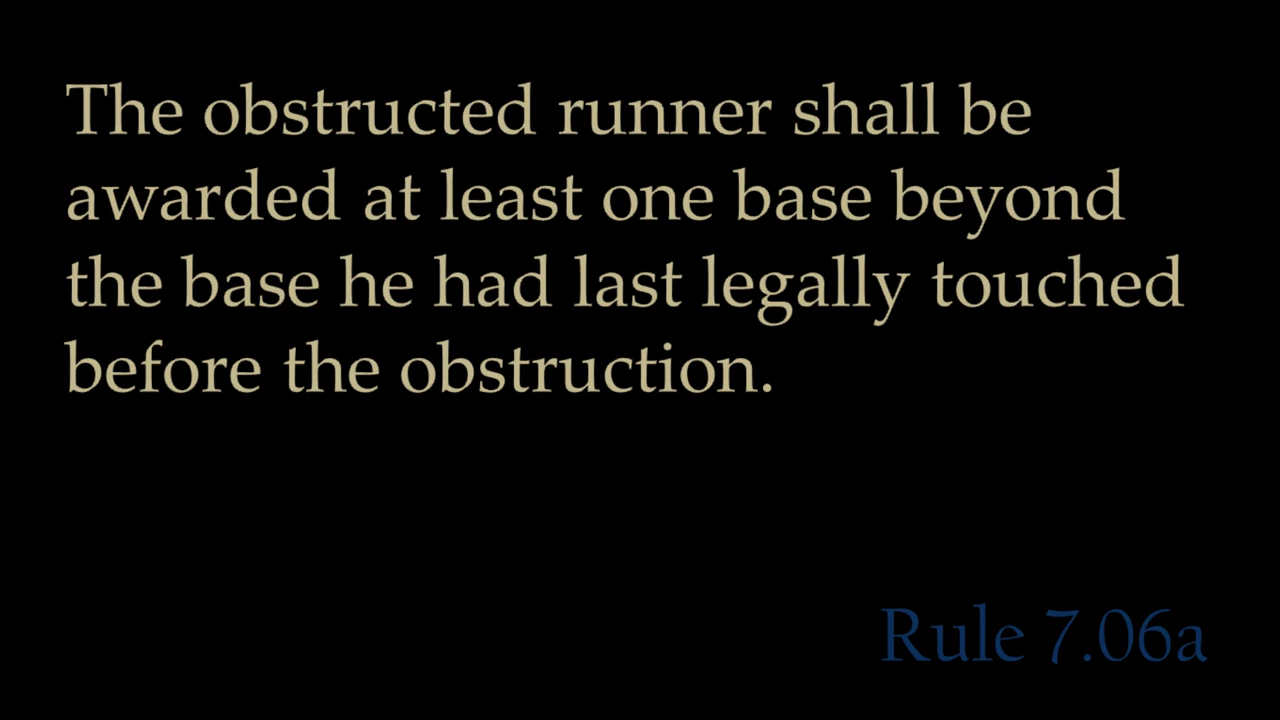 The obstructed runner shall be
awarded at least one base beyond
the base he had last legally touched
before the obstruction.
Rule 7.06a